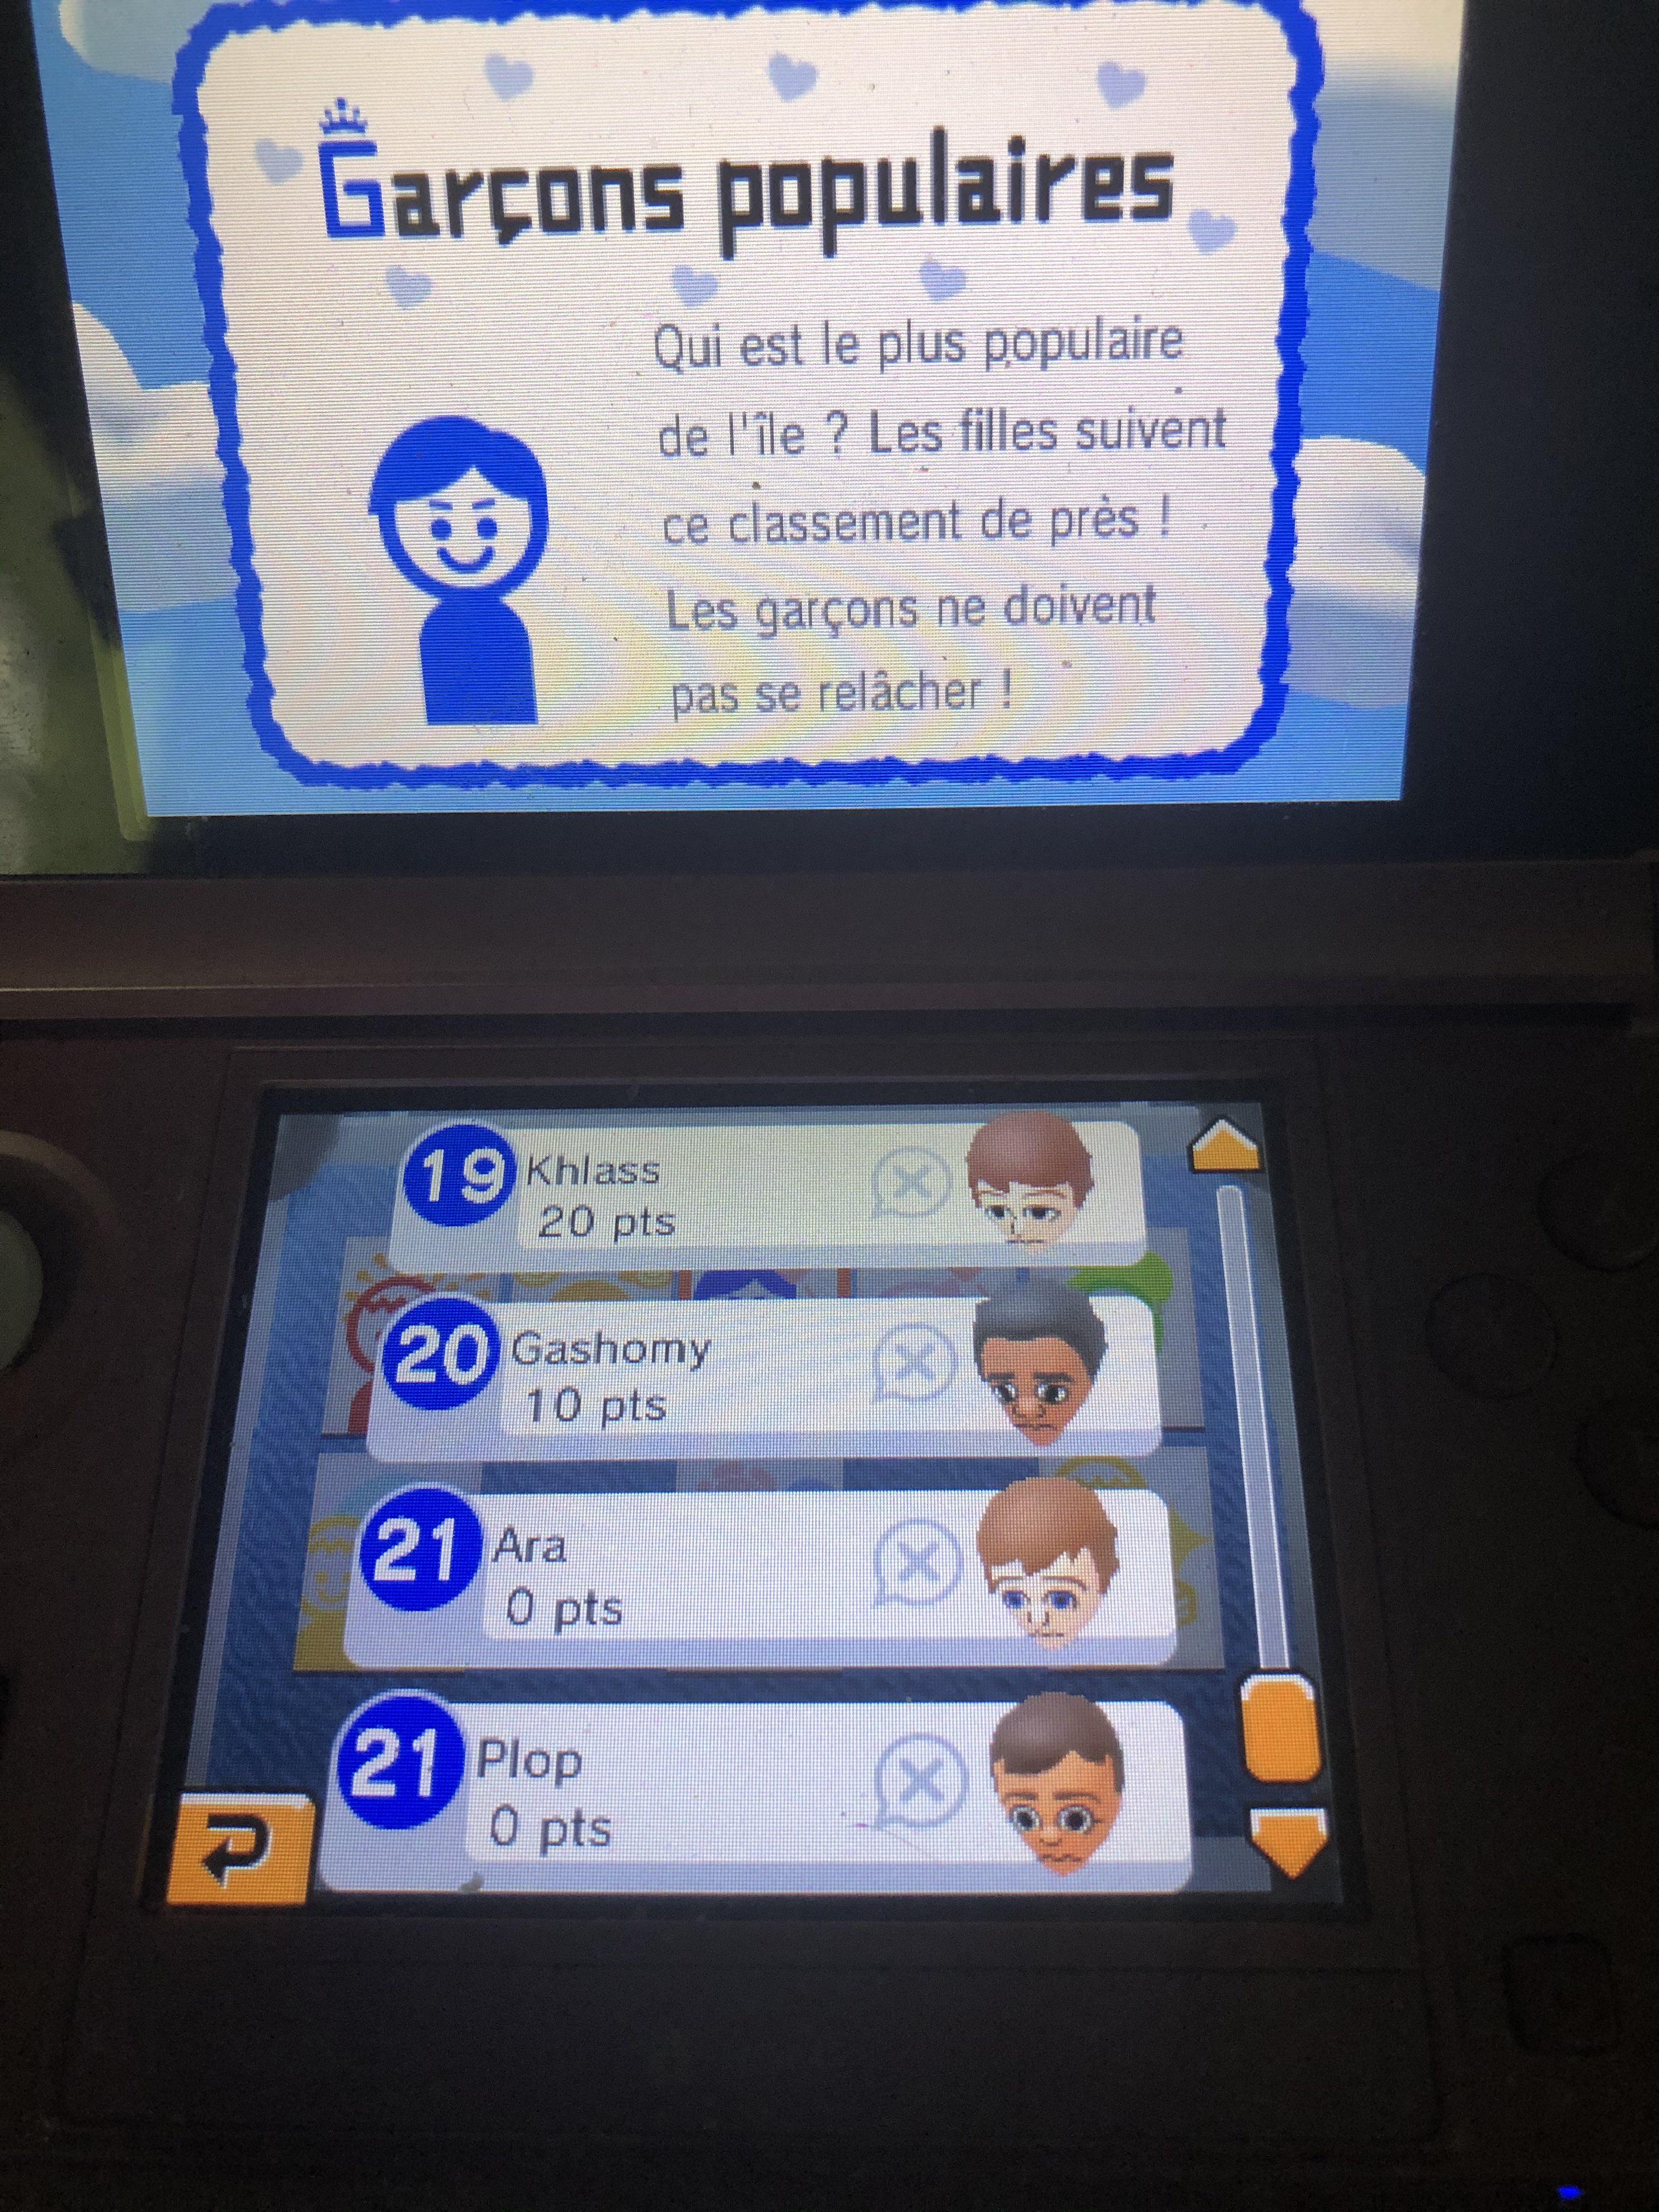 Garçons populaires
Qui est le plus populaire
de l'île ? Les filles suivent
ce classement de près !
Les garçons ne doivent
pas se relâcher !
19 Khlass
20 pts
20 Gashomy
10 pts
21 Ara
0 pts
21 Plop
0 pts